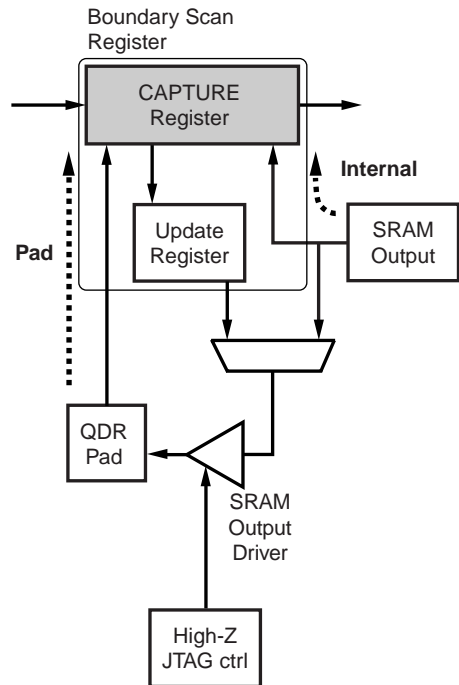 Boundary Scan
Register
CAPTURE
Register
Internal
Update
Register
SRAM
Output
Pad
QDR
Pad
SRAM
Output
Driver
High-Z
JTAG ctrl